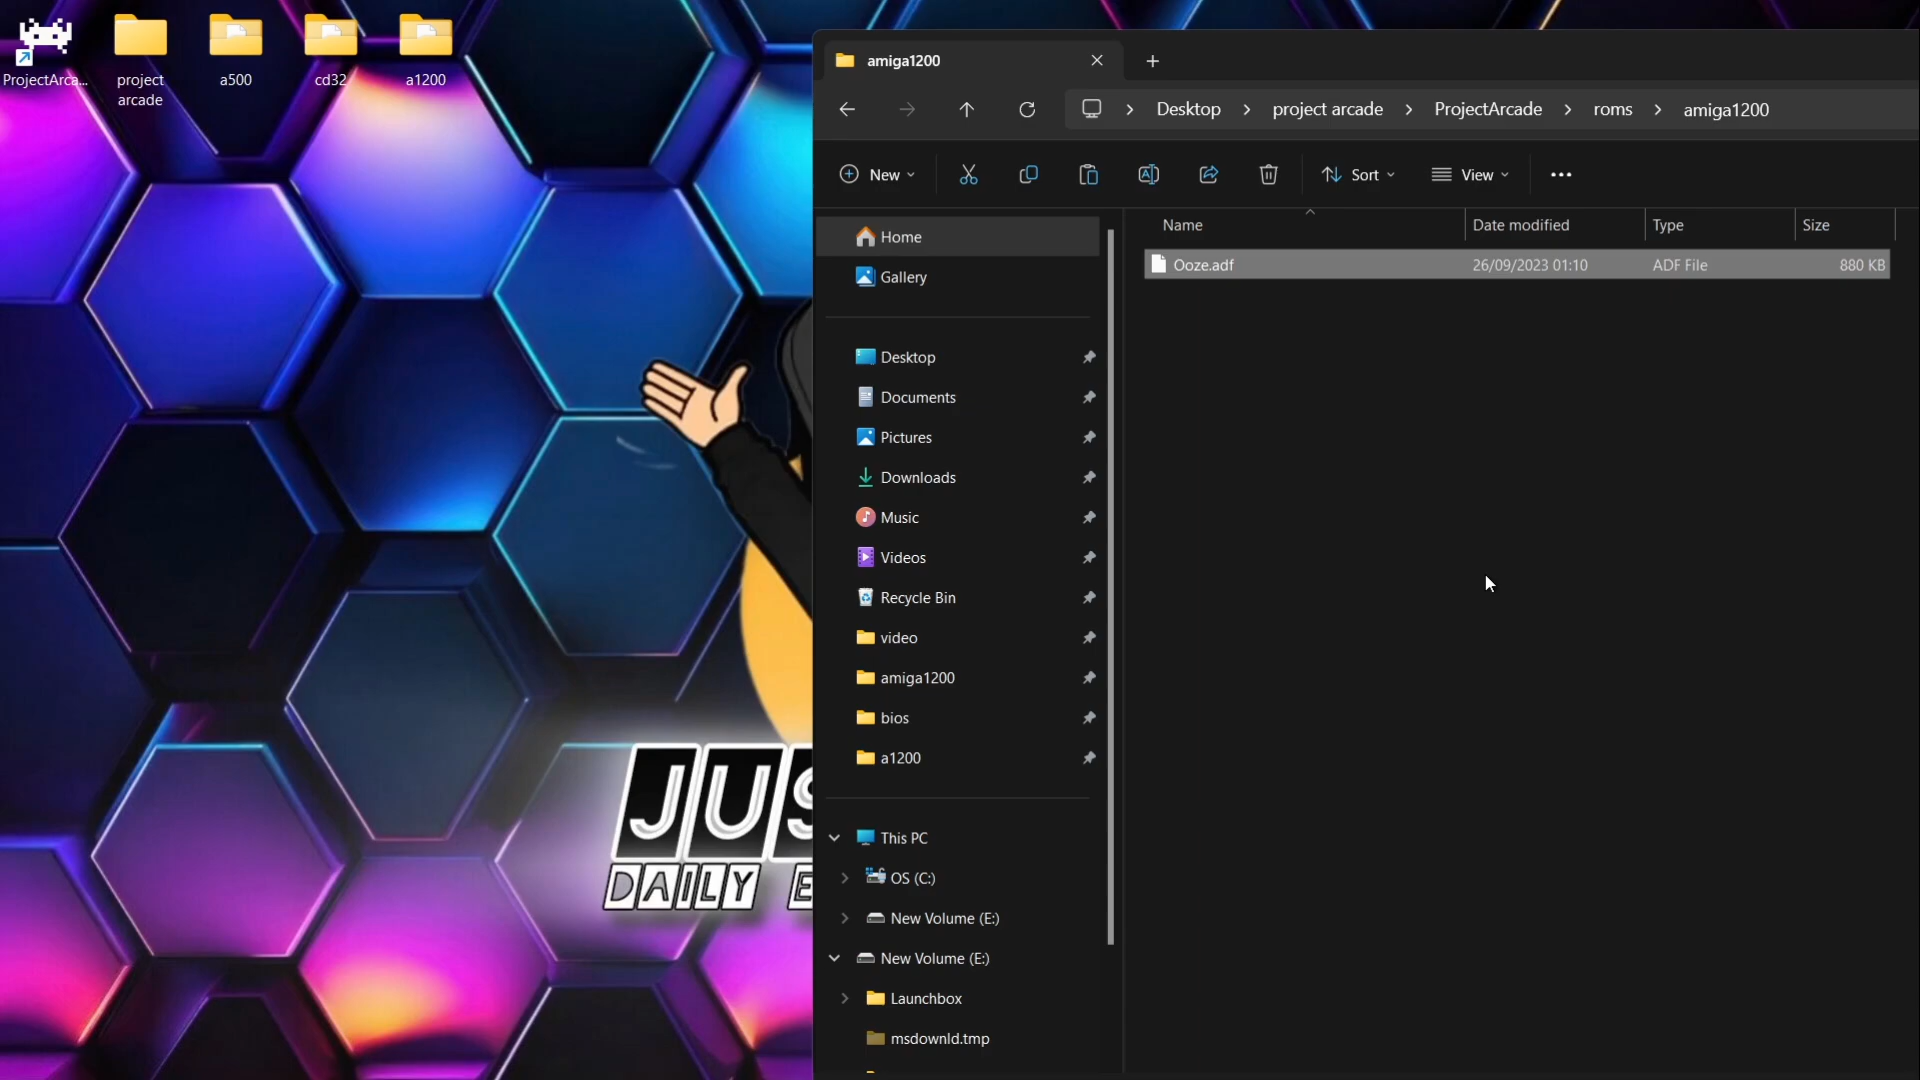 ProjectArca...
project
arcade
a500
cd32
a1200
JUS
DAILY E
amiga1200
Desktop
project arcade
ProjectArcade
roms
amiga1200
New
Sort
View
Name
Date modified
Type
Size
Ooze.adf
26/09/2023 01:10
ADF File
880 KB
Home
Gallery
Desktop
Documents
Pictures
Downloads
Music
Videos
Recycle Bin
video
amiga1200
bios
a1200
This PC
OS (C:)
New Volume (E:)
New Volume (E:)
Launchbox
msdownld.tmp